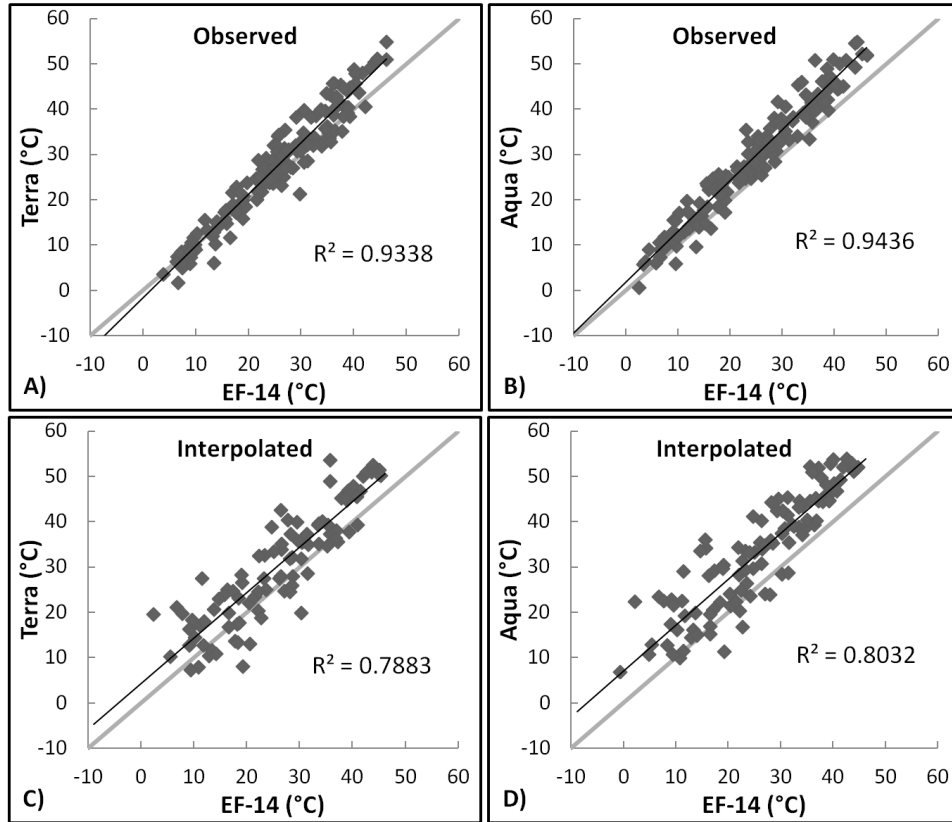 Observed
60
50
40
30
20
10
0
-10
Terra (°C)
R² = 0.9338
-10 0 10 20 30 40 50 60
A)
EF-14 (°C)
Observed
60
50
40
30
20
10
0
-10
Aqua (°C)
R² = 0.9436
-10 0 10 20 30 40 50 60
B)
EF-14 (°C)
Interpolated
60
50
40
30
20
10
0
-10
Terra (°C)
R² = 0.7883
-10 0 10 20 30 40 50 60
C)
EF-14 (°C)
Interpolated
60
50
40
30
20
10
0
-10
Aqua (°C)
R² = 0.8032
-10 0 10 20 30 40 50 60
D)
EF-14 (°C)